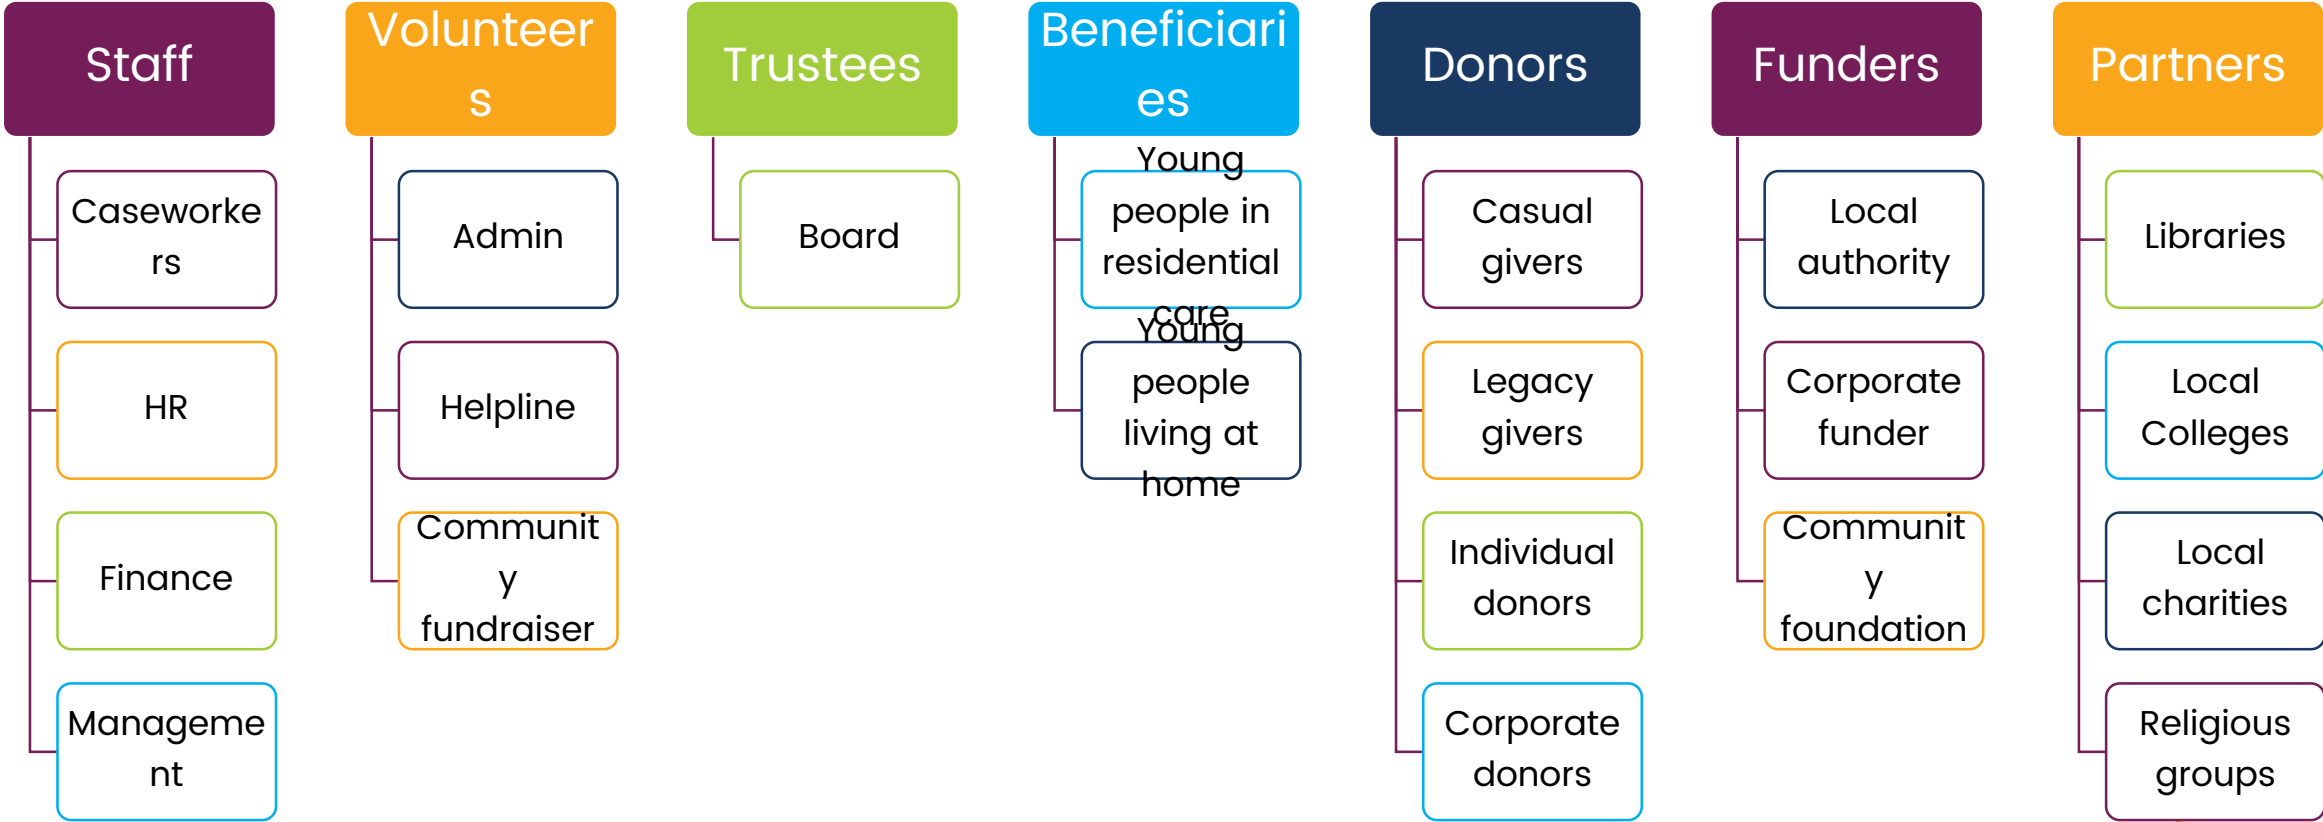 Staff
Caseworke
rs
HR
Finance
Manageme
nt
Volunteer
s
Admin
Helpline
Communit
y
fundraiser
Trustees
Board
Beneficiari
es
Young
people in
residential
care
Young
people
living at
home
Donors
Casual
givers
Legacy
givers
Individual
donors
Corporate
donors
Funders
Local
authority
Corporate
funder
Communit
y
foundation
Partners
Libraries
Local
Colleges
Local
charities
Religious
groups